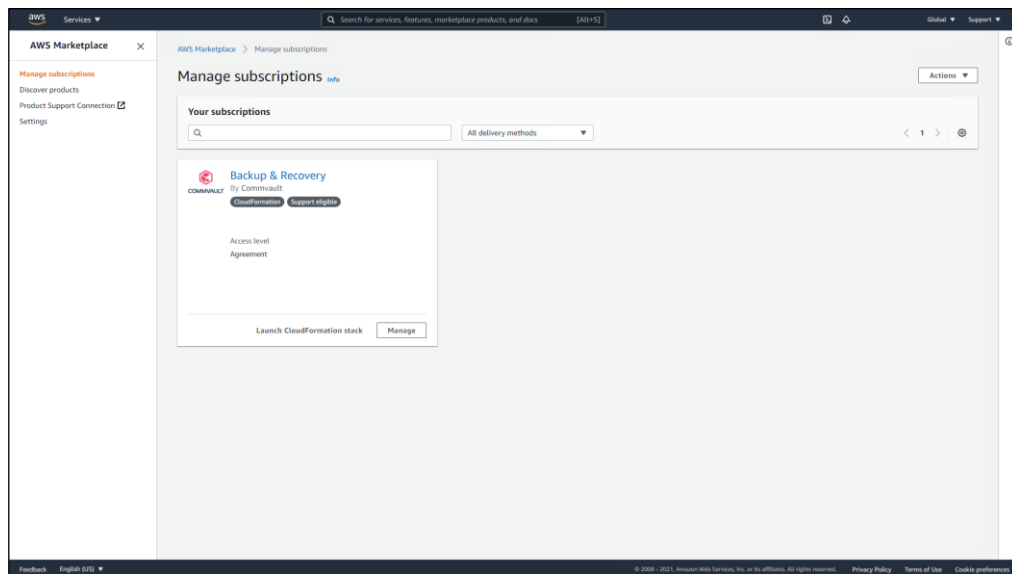 aws Services Search for services, features, marketplace products, and docs [Alt+S] Global Support
AWS Marketplace
AWS Marketplace > Manage subscriptions
Manage subscriptions
Discover products
Product Support Connection
Settings
Manage subscriptions Info
Actions
Your subscriptions
All delivery methods
< 1 >
COMMVAULT
Backup & Recovery
By Commvault
CloudFormation Support eligible
Access level
Agreement
Launch CloudFormation stack Manage
Feedback English (US) © 2008 - 2021, Amazon Web Services, Inc. or its affiliates. All rights reserved. Privacy Policy Terms of Use Cookie preferences